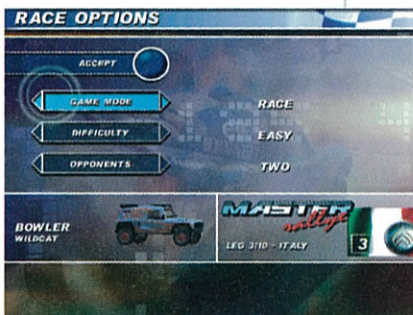 RACE OPTIONS
ACCEPT
GAME MODE RACE
DIFFICULTY EASY
OPPONENTS TWO
BOWLER
WILDCAT
MASTER
rallye
LEG 3/10 - ITALY
3